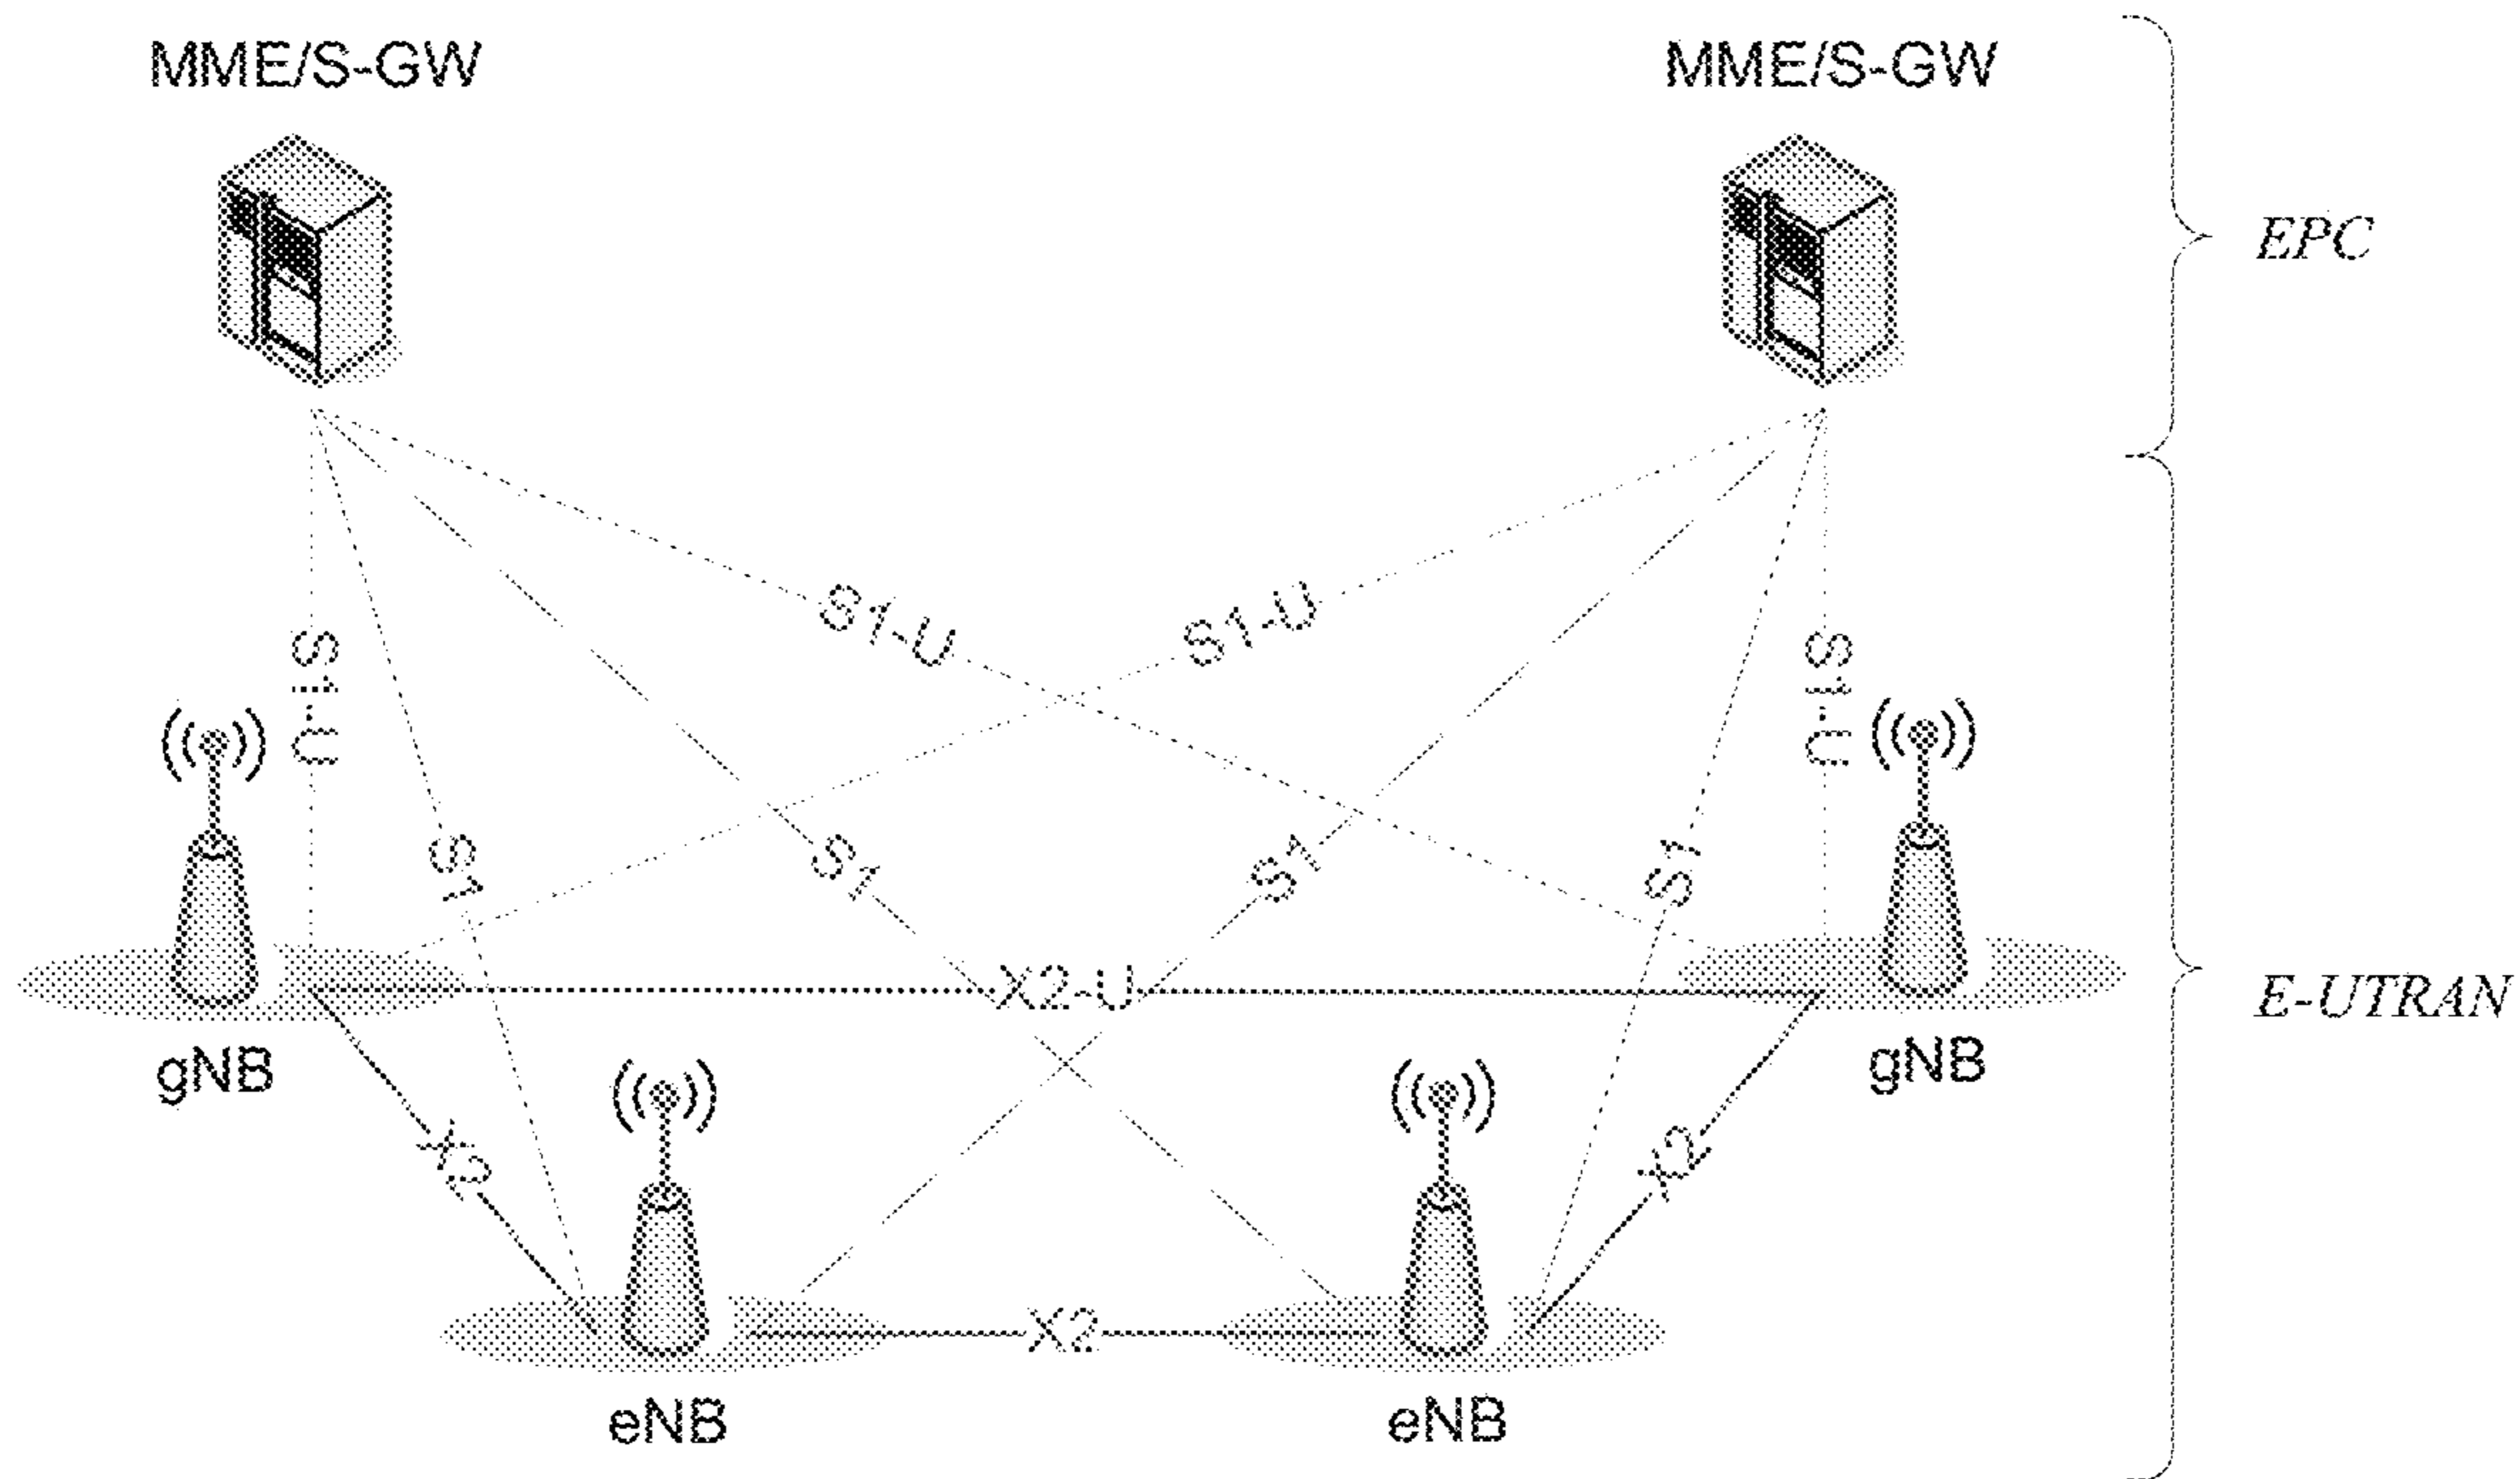 MME/S-GW
MME/S-GW
EPC
S1-U
S1-U
S1-U
S1-U
S1
S1
S1
S1
X2-U
E-UTRAN
gNB
gNB
X2
X2
X2
eNB
eNB